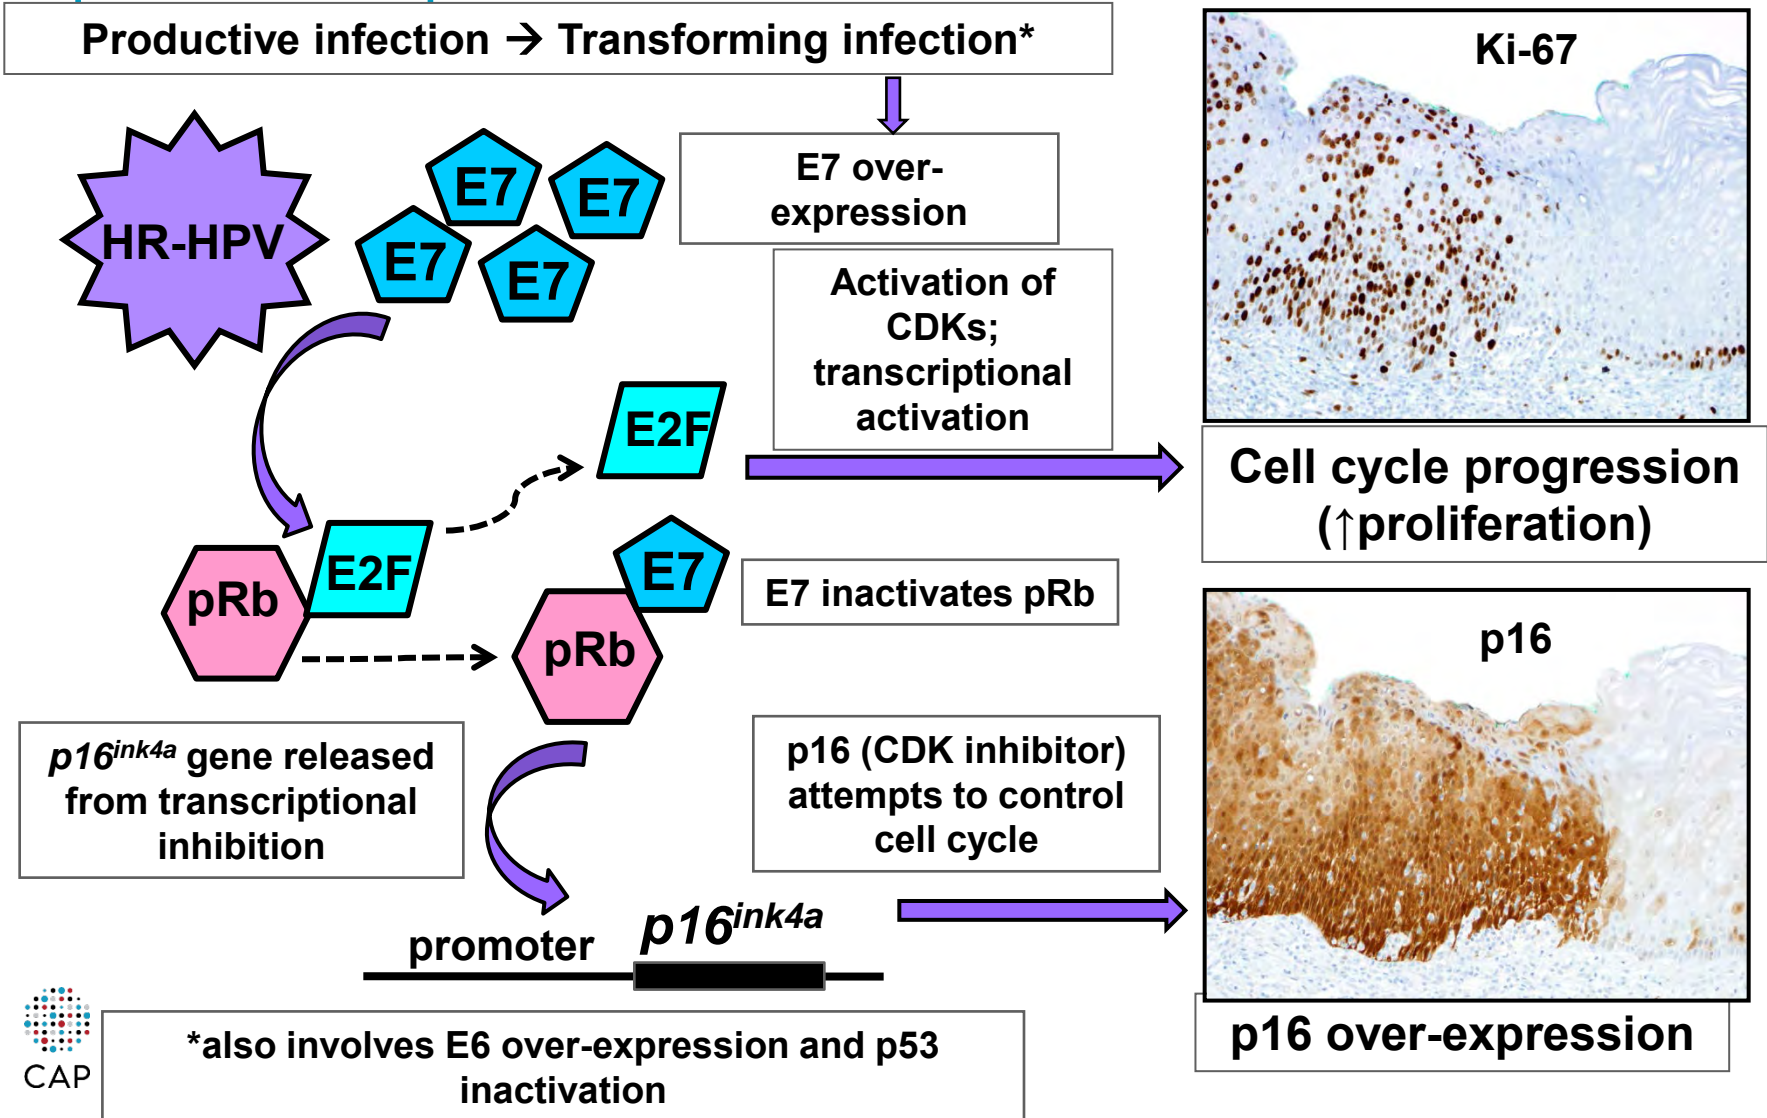 Productive infection → Transforming infection*
Ki-67
HR-HPV
E7
E7
E7
E7
E7 over-
expression
Activation of
CDKs;
transcriptional
activation
E2F
Cell cycle progression
(↑proliferation)
pRb
E2F
E7
pRb
E7 inactivates pRb
p16
p16ink4a gene released
from transcriptional
inhibition
p16 (CDK inhibitor)
attempts to control
cell cycle
promoter
p16ink4a
p16 over-expression
CAP
*also involves E6 over-expression and p53
inactivation